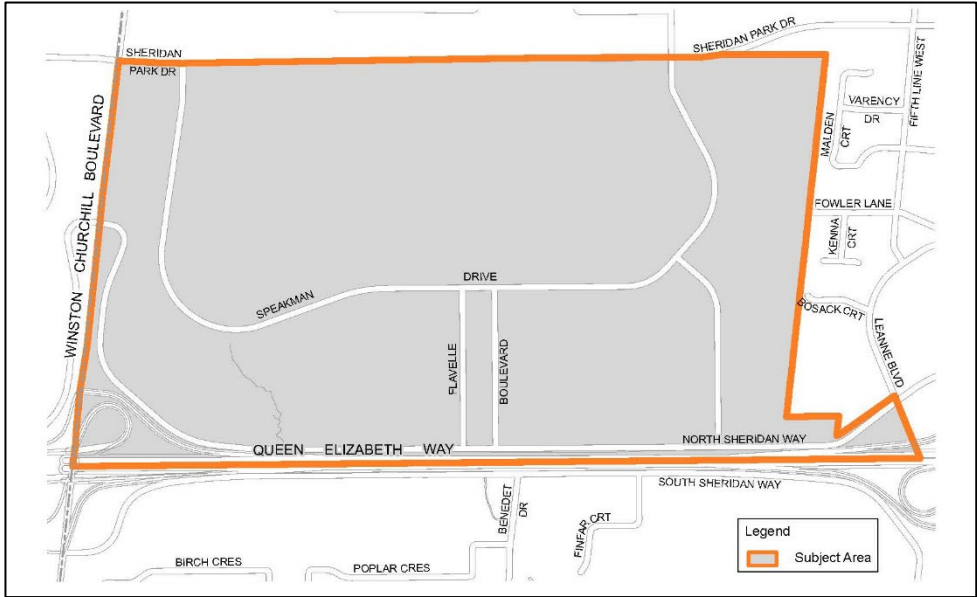 SHERIDAN
PARK DR
SHERIDAN PARK DR
FIFTH LINE WEST
VARENCY
DR
MALDEN
CRT
WINSTON CHURCHILL BOULEVARD
FOWLER LANE
KENNA
CRT
DRIVE
SPEAKMAN
BOSACK CRT
LEANNE BLVD
FLAVELLE
BOULEVARD
NORTH SHERIDAN WAY
QUEEN ELIZABETH WAY
SOUTH SHERIDAN WAY
BENEDET
DR
FINFAR CRT
BIRCH CRES
POPLAR CRES
Legend
Subject Area